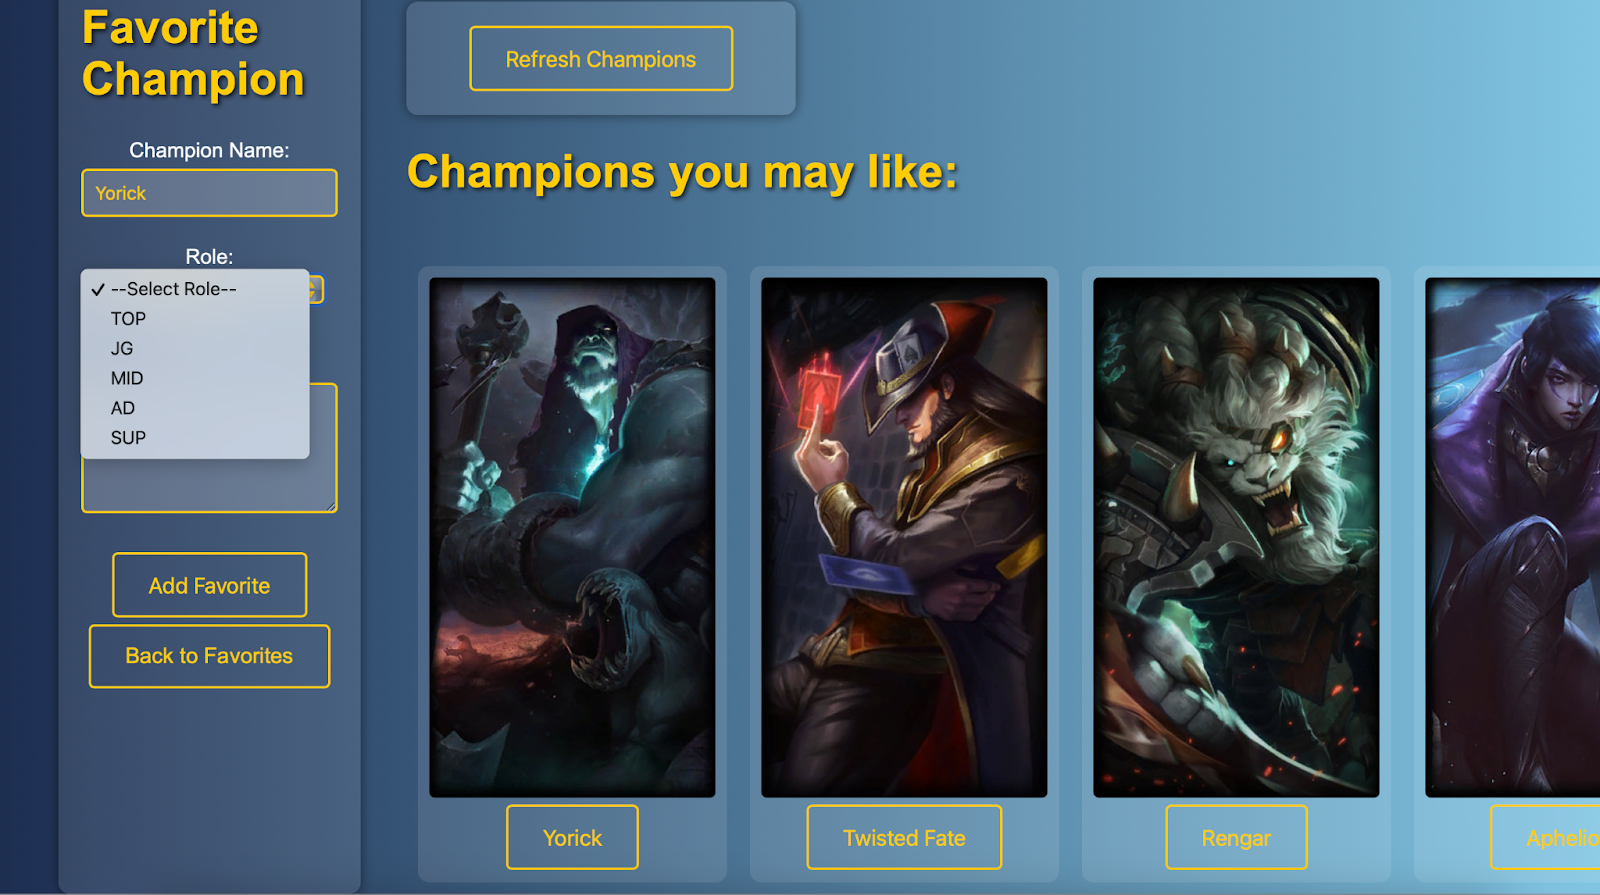 Favorite
Champion
Champion Name:
Yorick
Role:
✓ --Select Role--
TOP
JG
MID
AD
SUP
Add Favorite
Back to Favorites
Refresh Champions
Champions you may like:
Yorick
Twisted Fate
Rengar
Aphelio